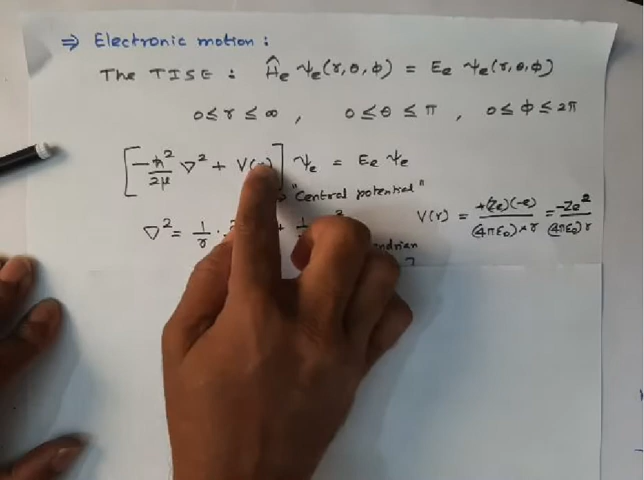 ⇒ Electronic motion :
The TISE : Ĥₑ ψₑ(r, θ, φ) = Eₑ ψₑ(r, θ, φ)
0 ≤ r ≤ ∞ , 0 ≤ θ ≤ π , 0 ≤ φ ≤ 2π
[-ħ²/2μ ∇² + V( )] ψₑ = Eₑ ψₑ
"central potential"
V(r) = +(Ze)(-e)/(4πε₀)×r = -Ze²/(4πε₀)r
∇² = 1/r ·